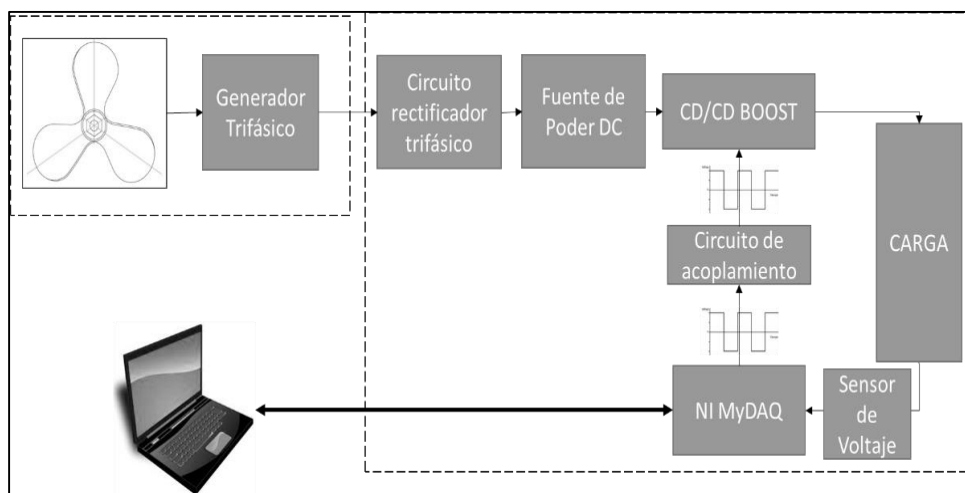 Generador
Trifásico
Circuito
rectificador
trifásico
Fuente de
Poder DC
CD/CD BOOST
Circuito de
acoplamiento
CARGA
NI MyDAQ
Sensor
de
Voltaje